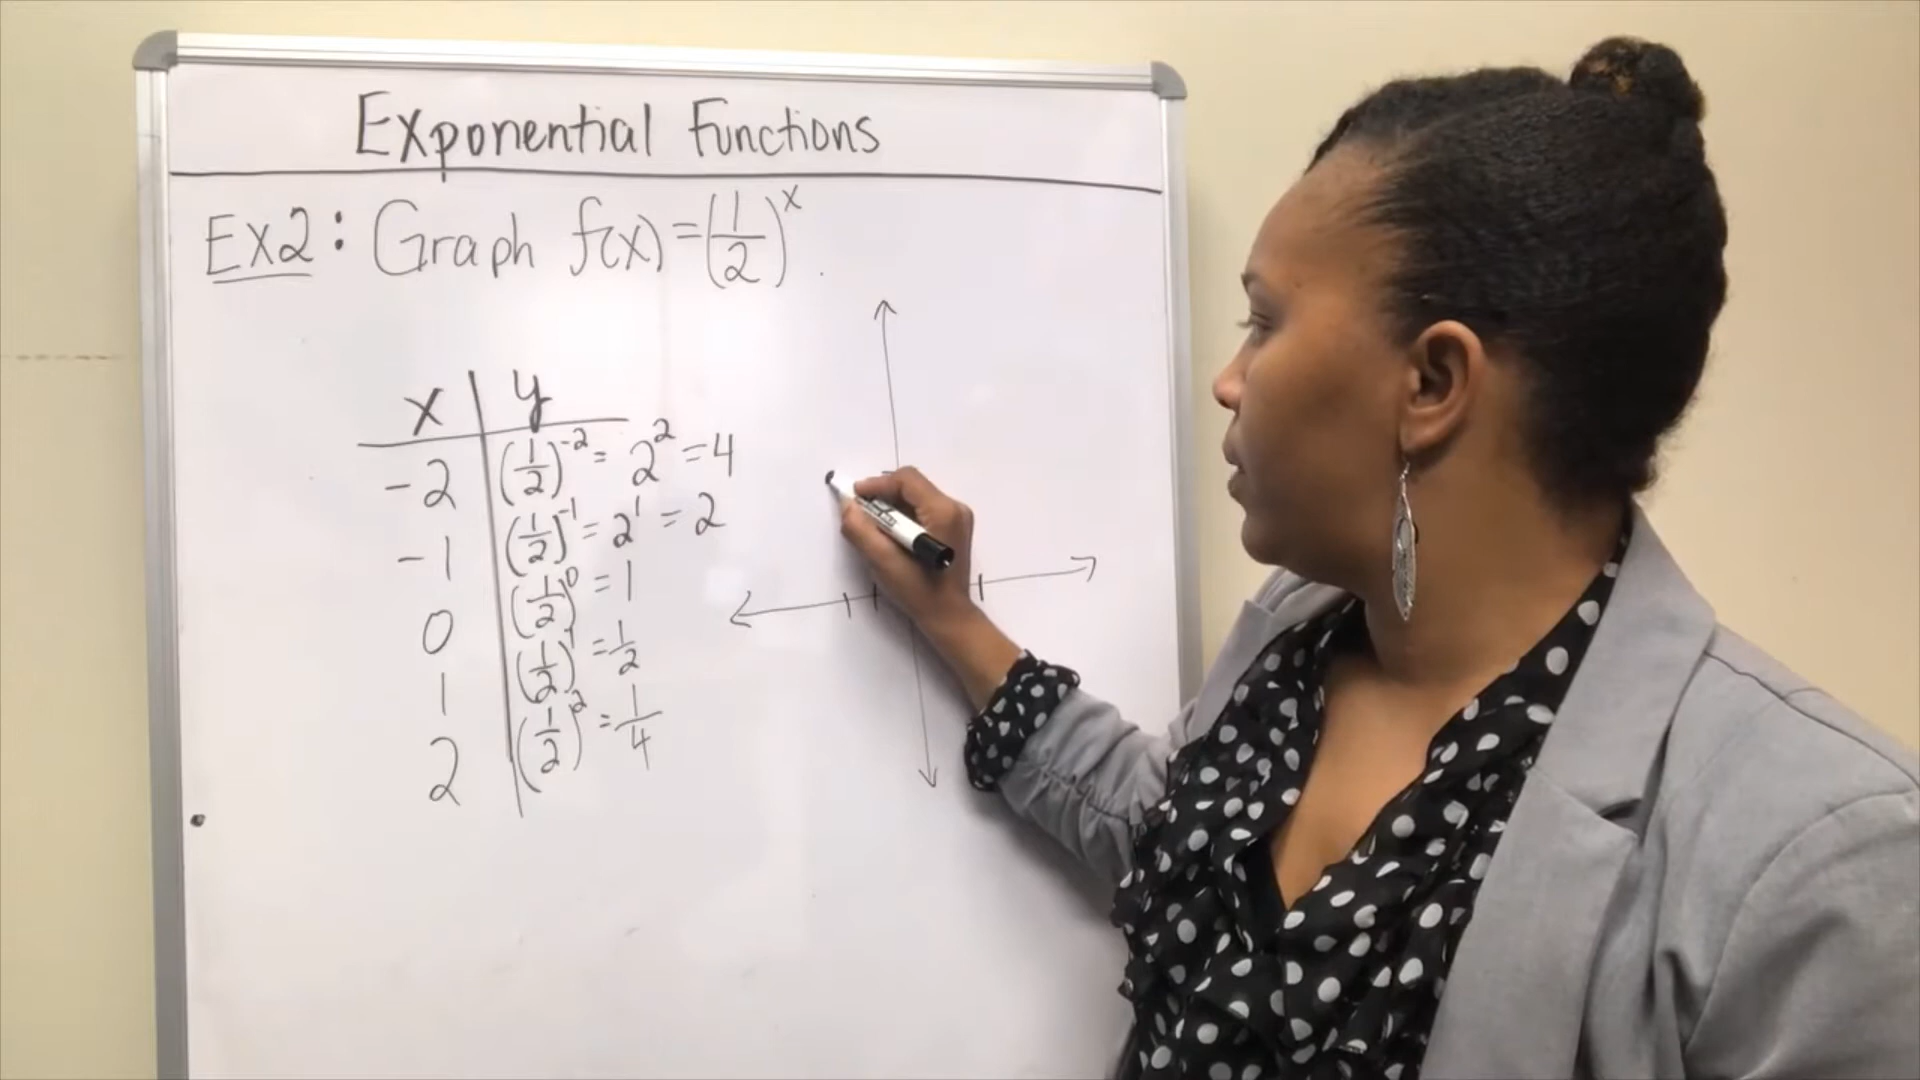 Exponential Functions
Ex2: Graph f(x) = (1/2)^x.
x | y
-2 | (1/2)^-2 = 2^2 = 4
-1 | (1/2)^-1 = 2^1 = 2
0 | (1/2)^0 = 1
1 | (1/2)^1 = 1/2
2 | (1/2)^2 = 1/4